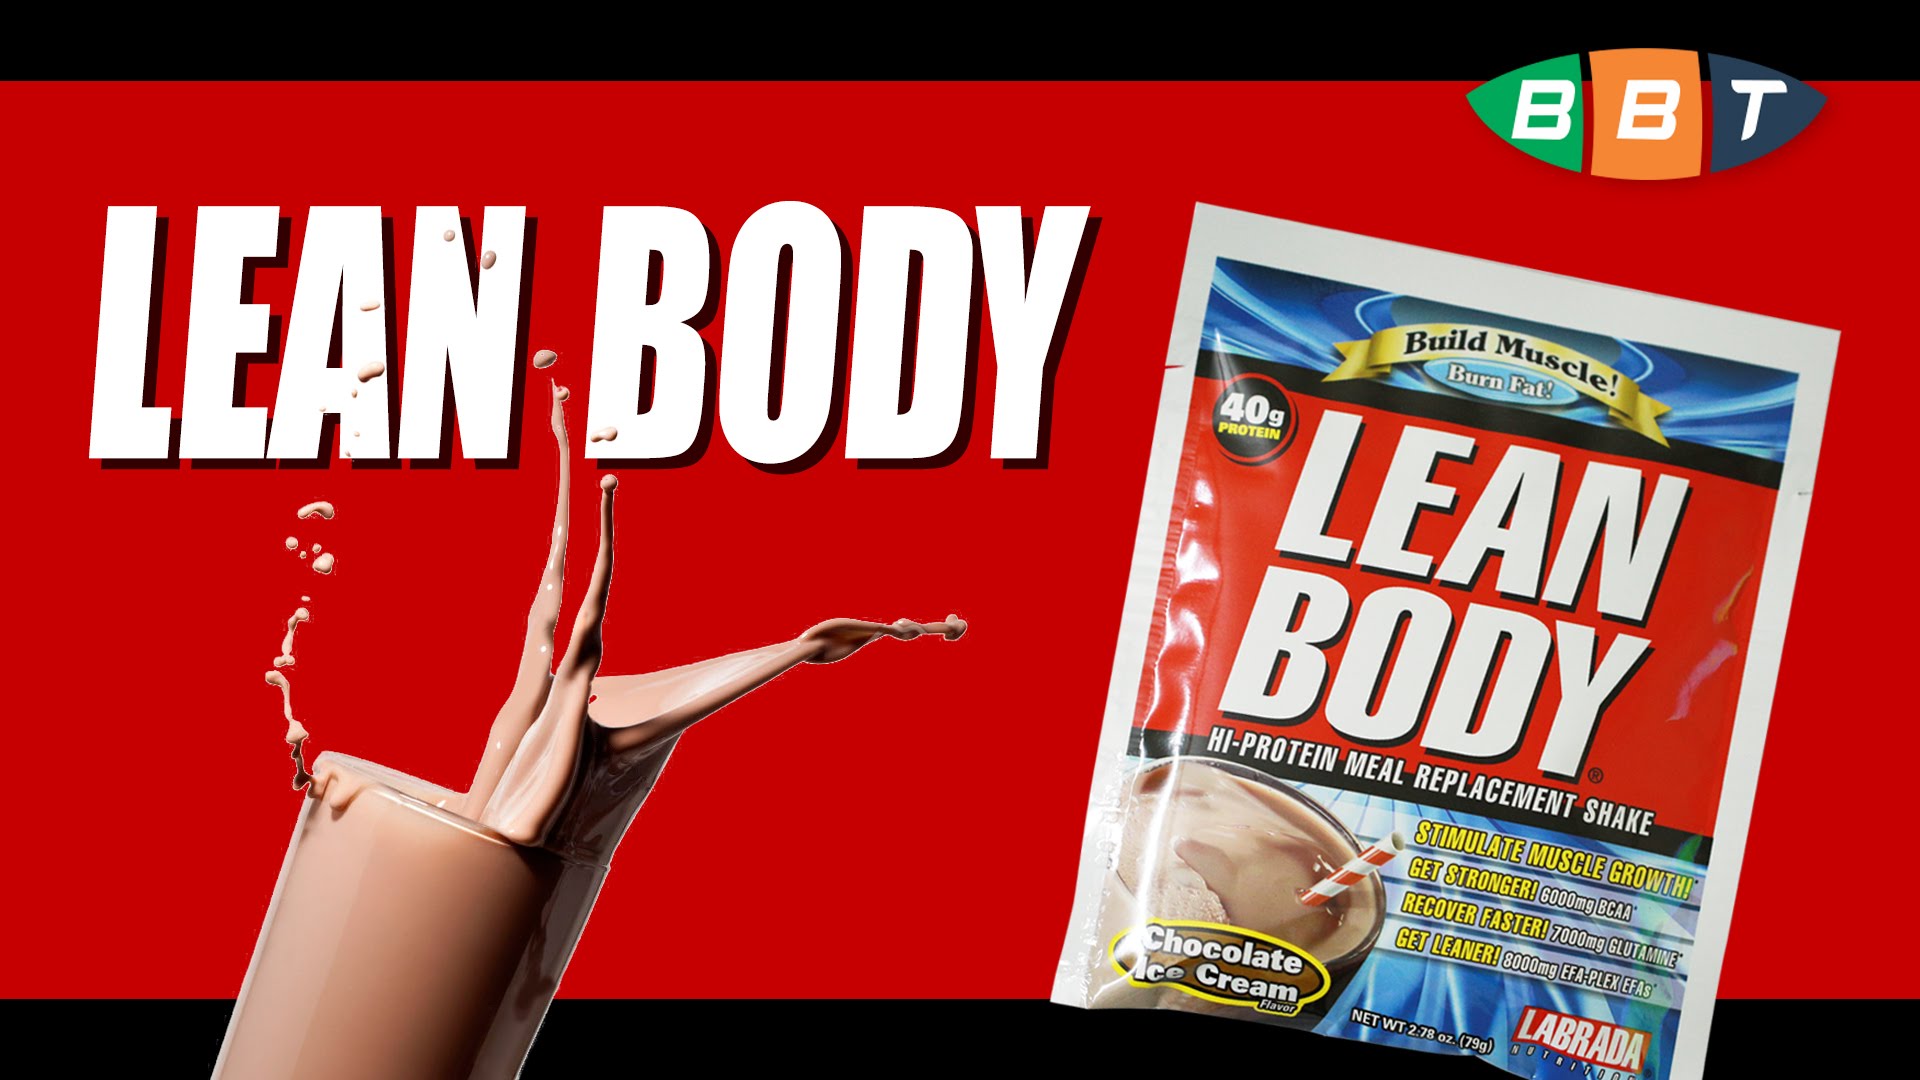 BBT
LEAN BODY
Build Muscle!
Burn Fat!
40g
PROTEIN
LEAN
BODY®
HI-PROTEIN MEAL REPLACEMENT SHAKE
STIMULATE MUSCLE GROWTH!*
GET STRONGER! 6000mg BCAA*
RECOVER FASTER! 7000mg GLUTAMINE*
GET LEANER! 8000mg EFA-PLEX EFAs*
Chocolate
Ice Cream
Flavor
NET WT 2.78 oz. (79g)
LABRADA
NUTRITION